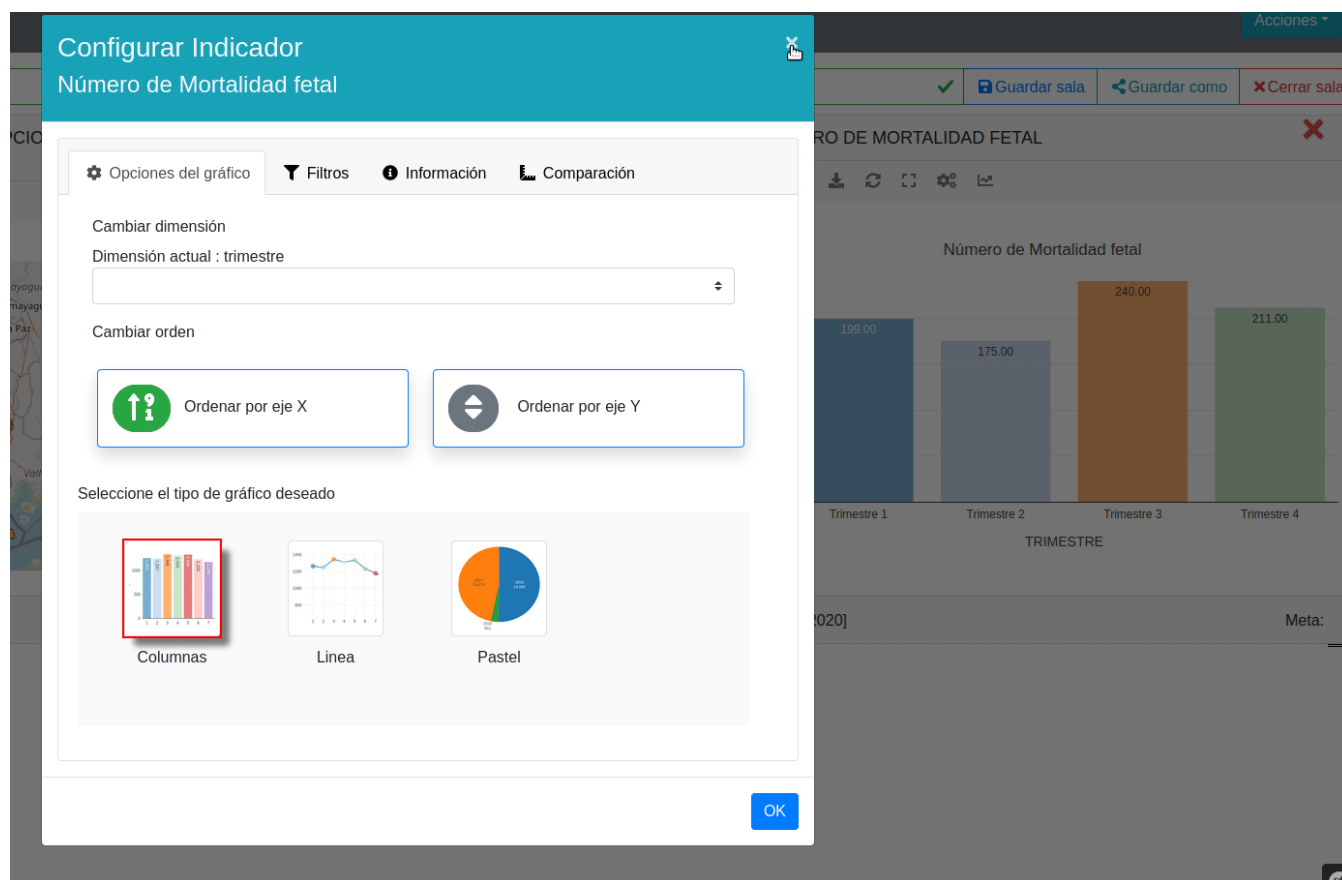 Acciones
Configurar Indicador
Número de Mortalidad fetal
Guardar sala
Guardar como
Cerrar sala
RO DE MORTALIDAD FETAL
Opciones del gráfico
Filtros
Información
Comparación
Cambiar dimensión
Dimensión actual : trimestre
Cambiar orden
Ordenar por eje X
Ordenar por eje Y
Seleccione el tipo de gráfico deseado
Columnas
Linea
Pastel
OK
Número de Mortalidad fetal
199.00
175.00
240.00
211.00
Trimestre 1
Trimestre 2
Trimestre 3
Trimestre 4
TRIMESTRE
2020]
Meta: